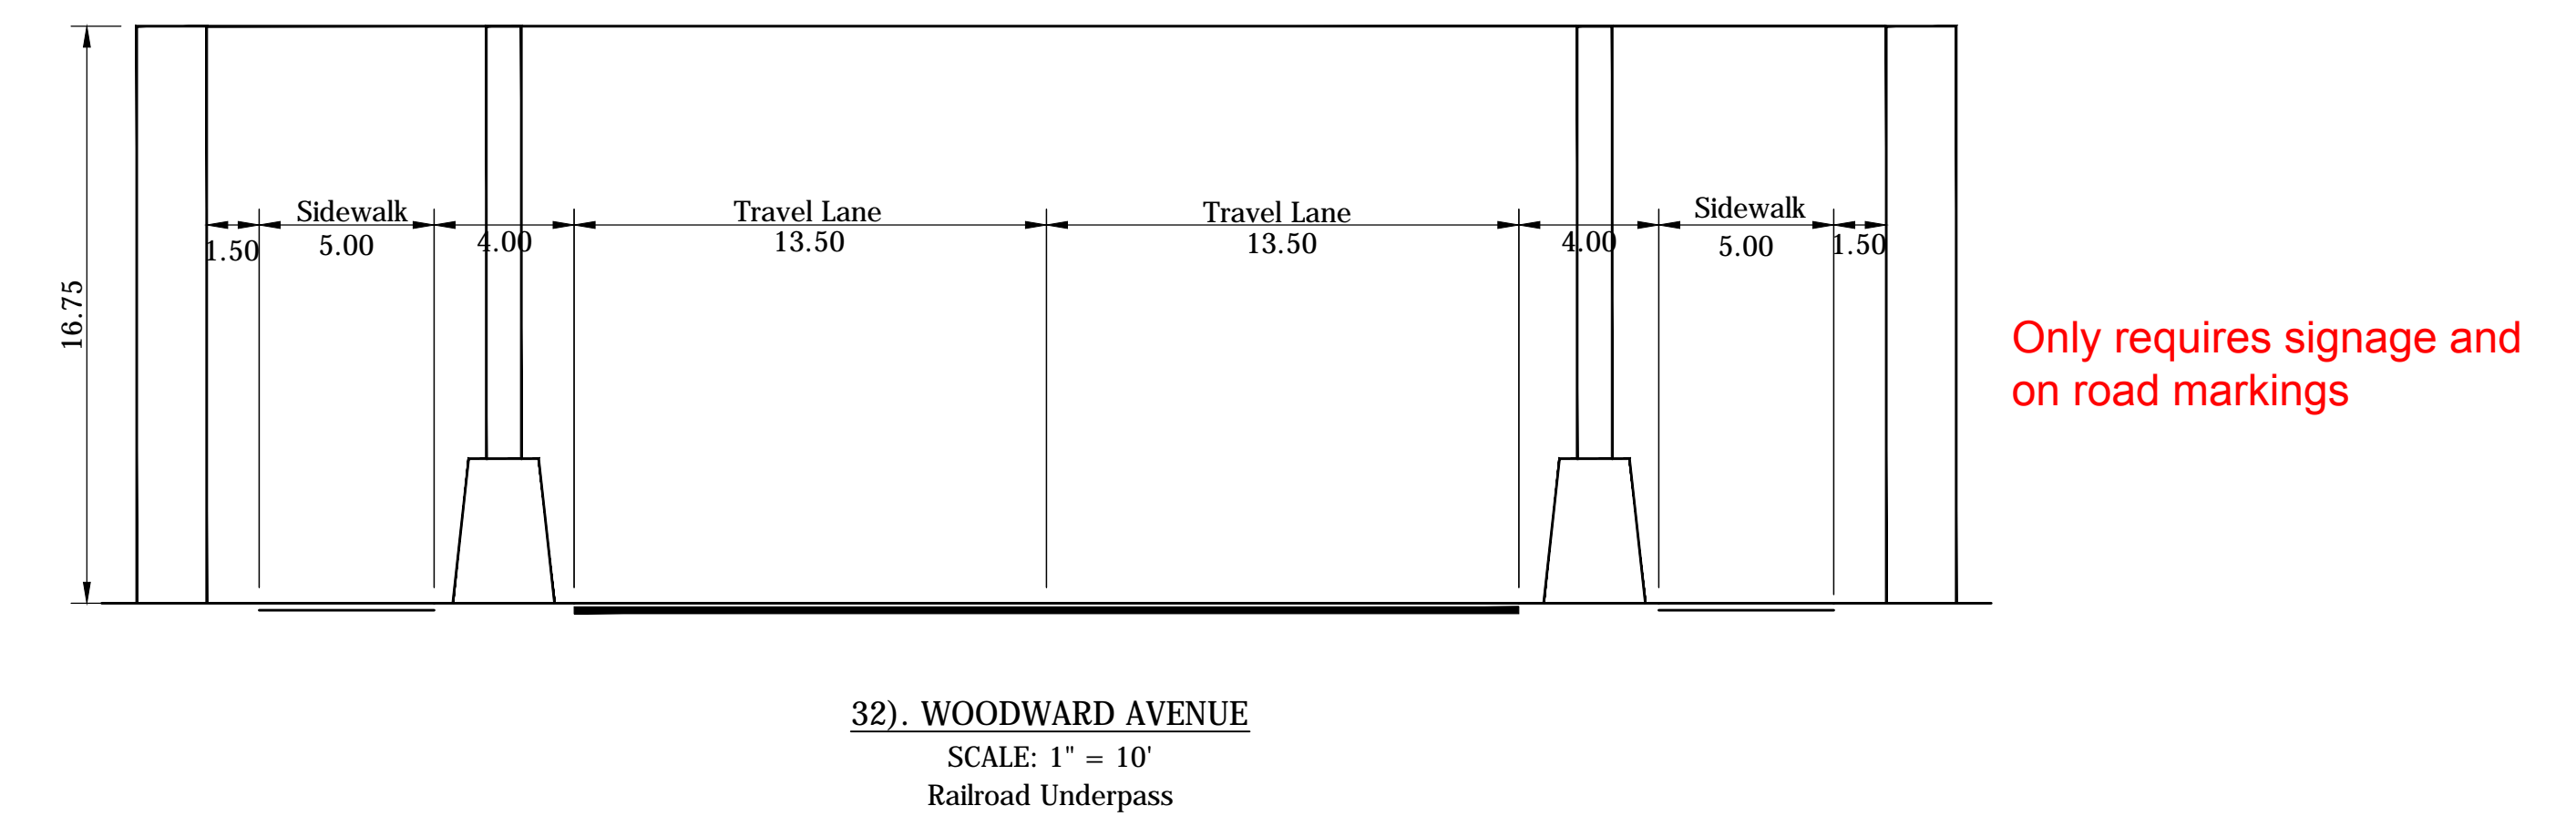 Sidewalk
Travel Lane
Travel Lane
Sidewalk
1.50
5.00
4.00
13.50
13.50
4.00
5.00
1.50
16.75
Only requires signage and
on road markings
32). WOODWARD AVENUE
SCALE: 1" = 10'
Railroad Underpass